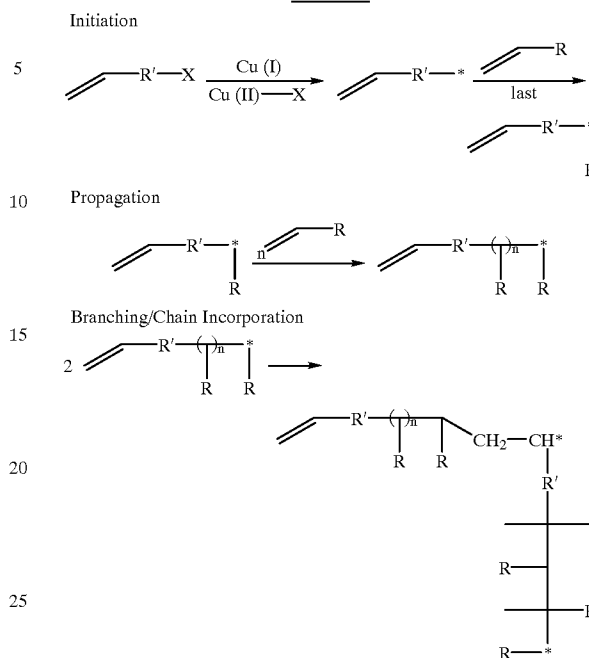 Initiation
5
R'
X
Cu (I)
Cu (II)—X
R'
*
R
last
R'
*
10
Propagation
R'
*
R
n
R
R'
( )n
*
R
R
15
Branching/Chain Incorporation
2
R'
( )n
*
R
R
R'
( )n
CH2
CH*
R
R
20
R'
R
25
R
*